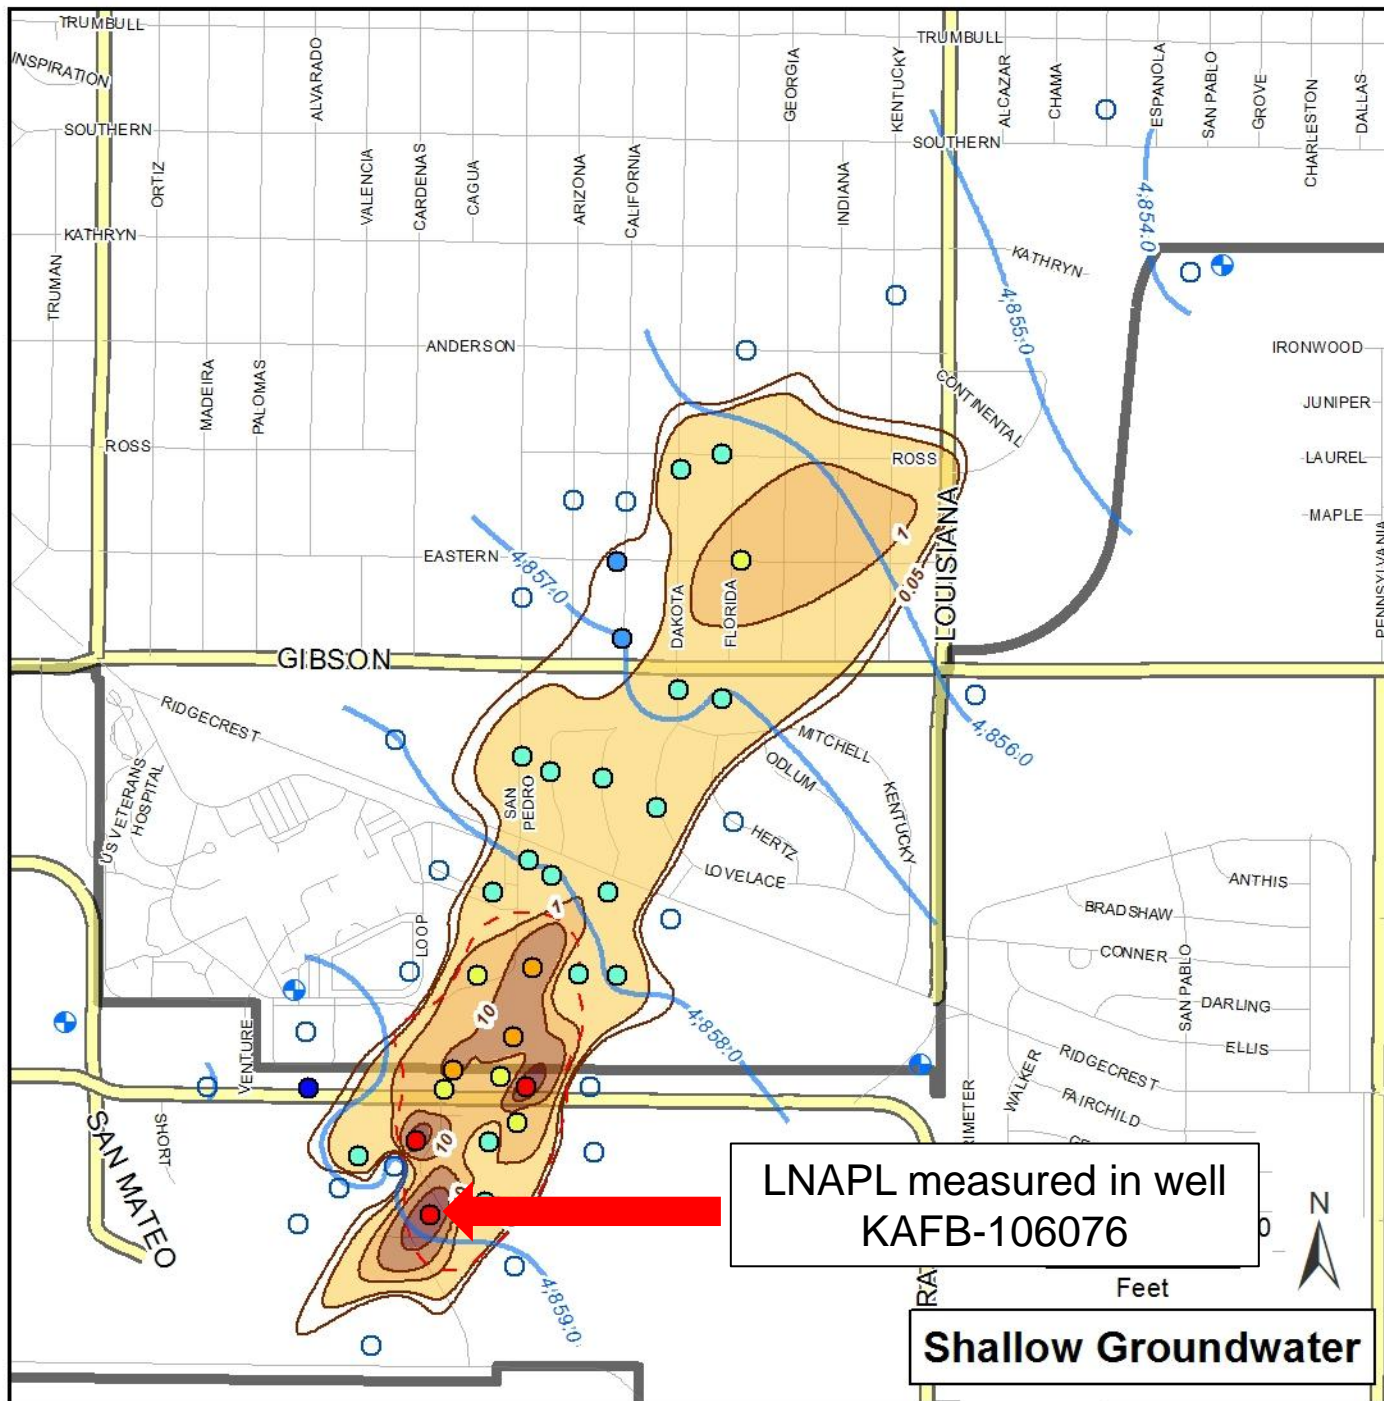 TRUMBULL
TRUMBULL
INSPIRATION
ALVARADO
GEORGIA
KENTUCKY
ALCAZAR
CHAMA
ESPANOLA
SAN PABLO
GROVE
CHARLESTON
DALLAS
SOUTHERN
SOUTHERN
ORTIZ
VALENCIA
CARDENAS
CAGUA
ARIZONA
CALIFORNIA
INDIANA
4,854.0
KATHRYN
KATHRYN
TRUMAN
4,855.0
ANDERSON
IRONWOOD
MADEIRA
PALOMAS
CONTINENTAL
JUNIPER
ROSS
ROSS
LAUREL
LOUISIANA
MAPLE
PENNSYLVANIA
1
EASTERN
4,857.0
0.05
DAKOTA
FLORIDA
GIBSON
RIDGECREST
4,856.0
MITCHELL
ODLUM
US VETERANS
HOSPITAL
SAN
PEDRO
KENTUCKY
HERTZ
LOVELACE
ANTHIS
BRADSHAW
1
LOOP
CONNER
SAN PABLO
DARLING
10
4,858.0
ELLIS
VENTURE
RIDGECREST
WALKER
FAIRCHILD
RIMETER
SHORT
10
SAN MATEO
LNAPL measured in well
KAFB-106076
N
0
4,859.0
RA
Feet
Shallow Groundwater